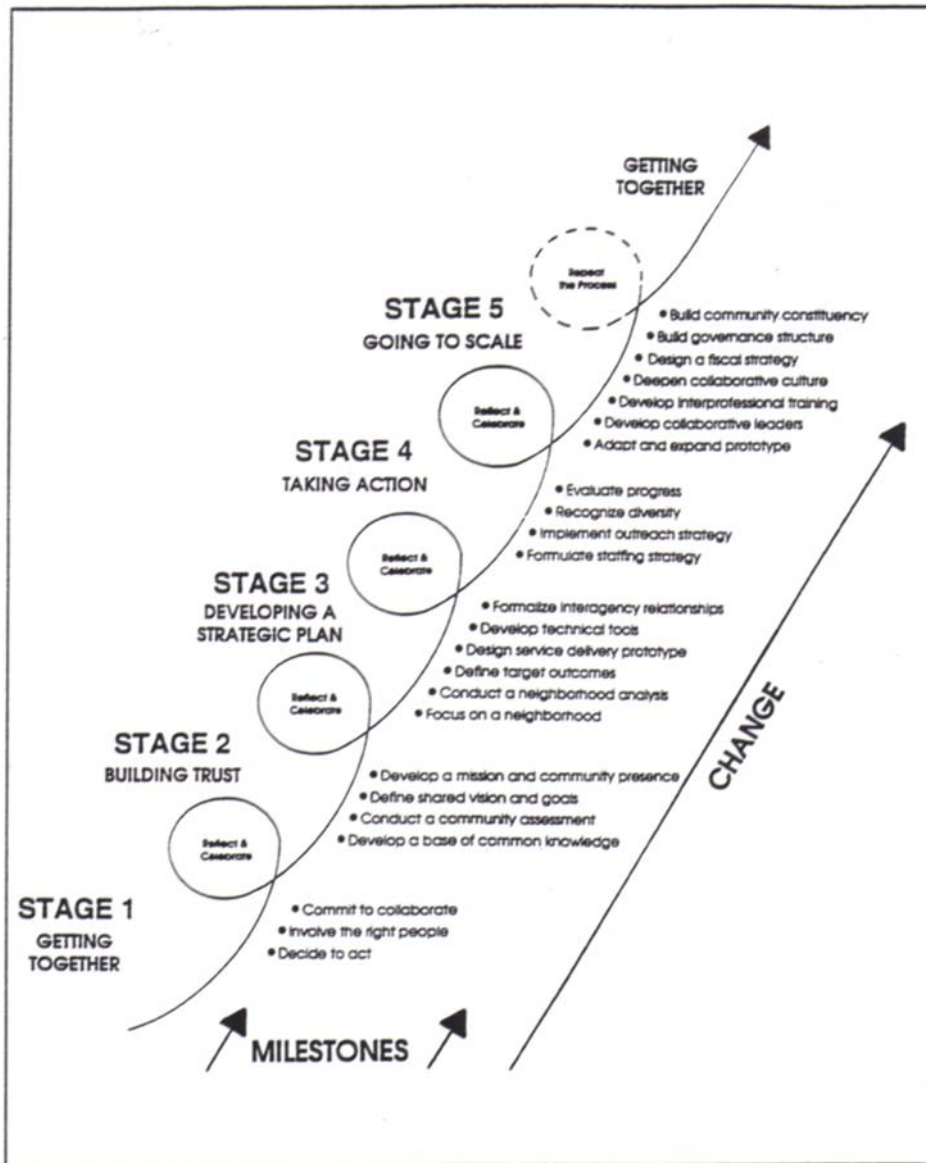 GETTING
TOGETHER
Repeat
the Process
STAGE 5
GOING TO SCALE
• Build community constituency
• Build governance structure
• Design a fiscal strategy
• Deepen collaborative culture
• Develop interprofessional training
• Develop collaborative leaders
• Adapt and expand prototype
Reflect &
Celebrate
STAGE 4
TAKING ACTION
• Evaluate progress
• Recognize diversity
• Implement outreach strategy
• Formulate staffing strategy
Reflect &
Celebrate
STAGE 3
DEVELOPING A
STRATEGIC PLAN
• Formalize interagency relationships
• Develop technical tools
• Design service delivery prototype
• Define target outcomes
• Conduct a neighborhood analysis
• Focus on a neighborhood
Reflect &
Celebrate
STAGE 2
BUILDING TRUST
• Develop a mission and community presence
• Define shared vision and goals
• Conduct a community assessment
• Develop a base of common knowledge
Reflect &
Celebrate
STAGE 1
GETTING
TOGETHER
• Commit to collaborate
• Involve the right people
• Decide to act
MILESTONES
CHANGE